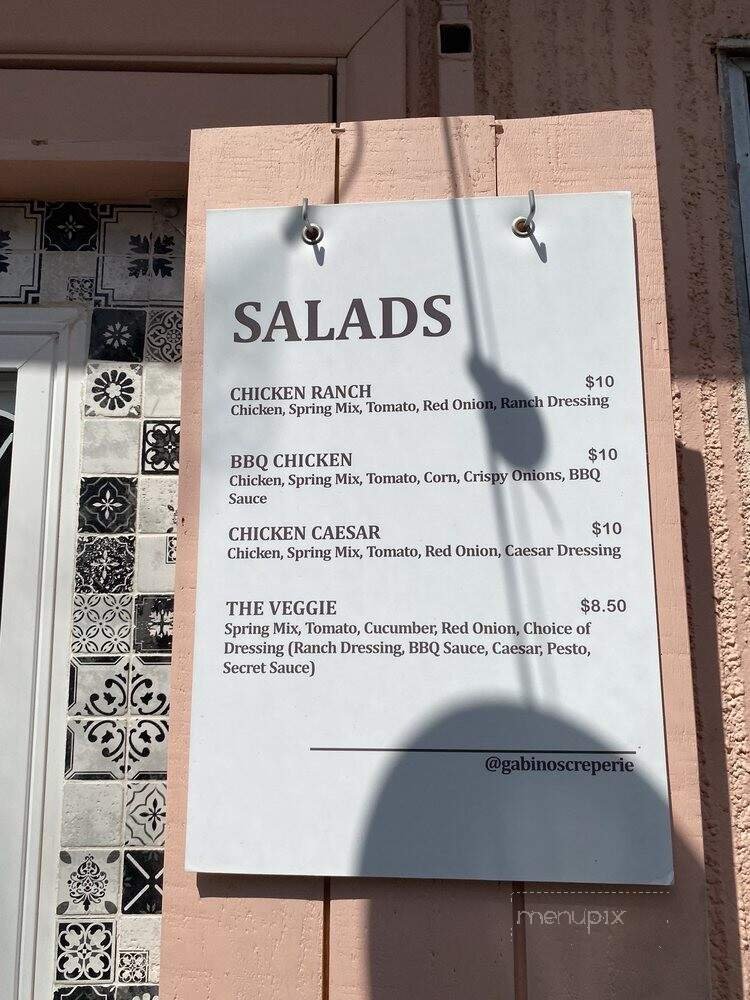 SALADS
CHICKEN RANCH $10
Chicken, Spring Mix, Tomato, Red Onion, Ranch Dressing
BBQ CHICKEN $10
Chicken, Spring Mix, Tomato, Corn, Crispy Onions, BBQ
Sauce
CHICKEN CAESAR $10
Chicken, Spring Mix, Tomato, Red Onion, Caesar Dressing
THE VEGGIE $8.50
Spring Mix, Tomato, Cucumber, Red Onion, Choice of
Dressing (Ranch Dressing, BBQ Sauce, Caesar, Pesto,
Secret Sauce)
@gabinoscreperie
menupix